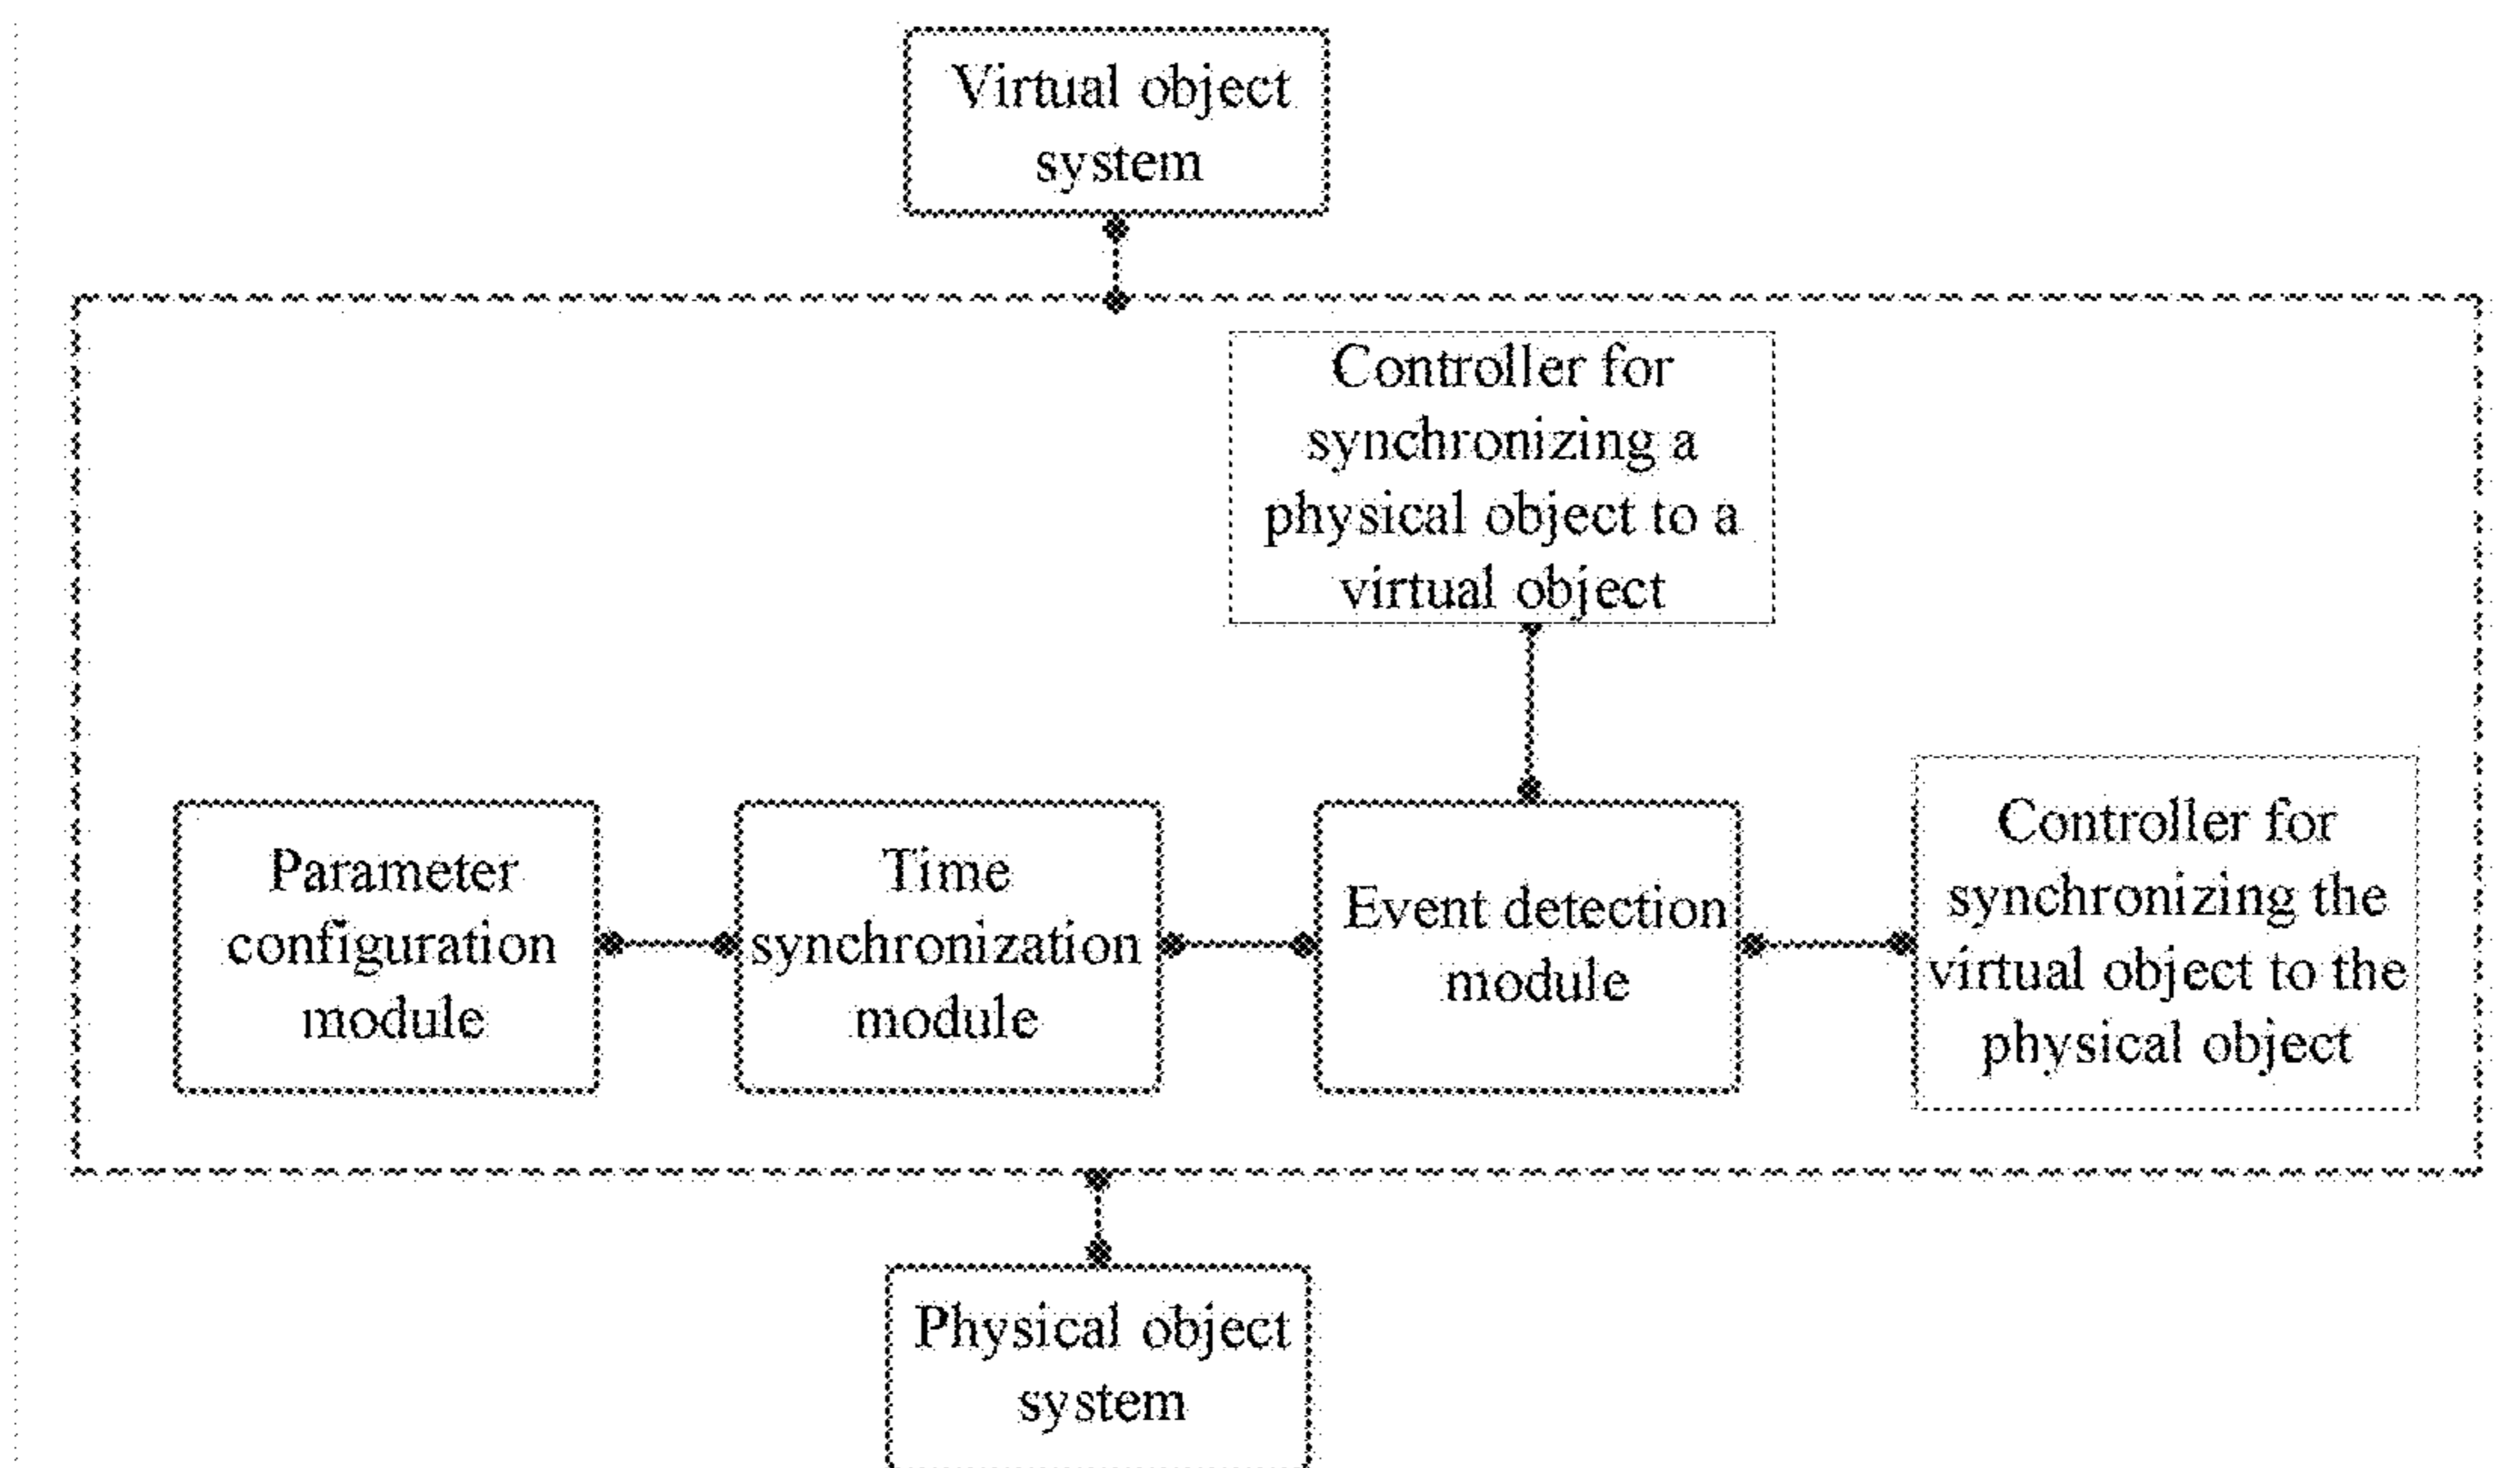 Virtual object
system
Controller for
synchronizing a
physical object to a
virtual object
Parameter
configuration
module
Time
synchronization
module
Event detection
module
Controller for
synchronizing the
virtual object to the
physical object
Physical object
system